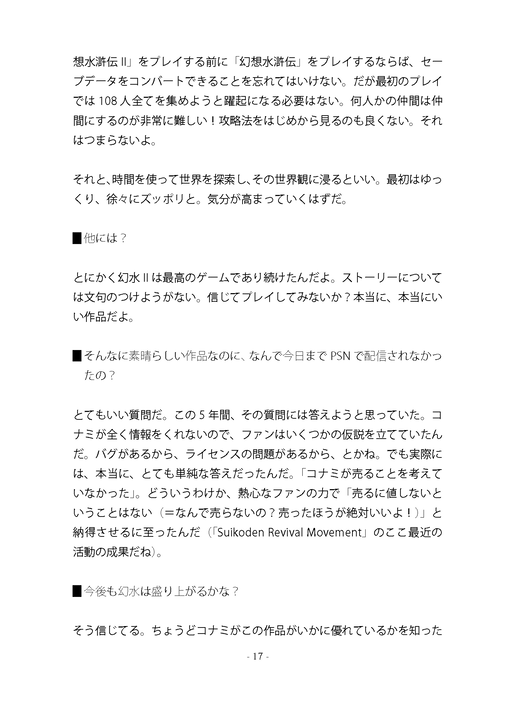 想水滸伝 II」をプレイする前に「幻想水滸伝」をプレイするならば、セー
ブデータをコンバートできることを忘れてはいけない。だが最初のプレイ
では 108 人全てを集めようと躍起になる必要はない。何人かの仲間は仲
間にするのが非常に難しい！攻略法をはじめから見るのも良くない。それ
はつまらないよ。
それと、時間を使って世界を探索し、その世界観に浸るといい。最初はゆっ
くり、徐々にズッポリと。気分が高まっていくはずだ。
■他には？
とにかく幻水 II は最高のゲームであり続けたんだよ。ストーリーについて
は文句のつけようがない。信じてプレイしてみないか？本当に、本当にい
い作品だよ。
■そんなに素晴らしい作品なのに、なんで今日まで PSN で配信されなかっ
たの？
とてもいい質問だ。この 5 年間、その質問には答えようと思っていた。コ
ナミが全く情報をくれないので、ファンはいくつかの仮説を立てていたん
だ。バグがあるから、ライセンスの問題があるから、とかね。でも実際に
は、本当に、とても単純な答えだったんだ。「コナミが売ることを考えて
いなかった」。どういうわけか、熱心なファンの力で「売るに値しないと
いうことはない（＝なんで売らないの？売ったほうが絶対いいよ！）」と
納得させるに至ったんだ（「Suikoden Revival Movement」のここ最近の
活動の成果だね）。
■今後も幻水は盛り上がるかな？
そう信じてる。ちょうどコナミがこの作品がいかに優れているかを知った
- 17 -